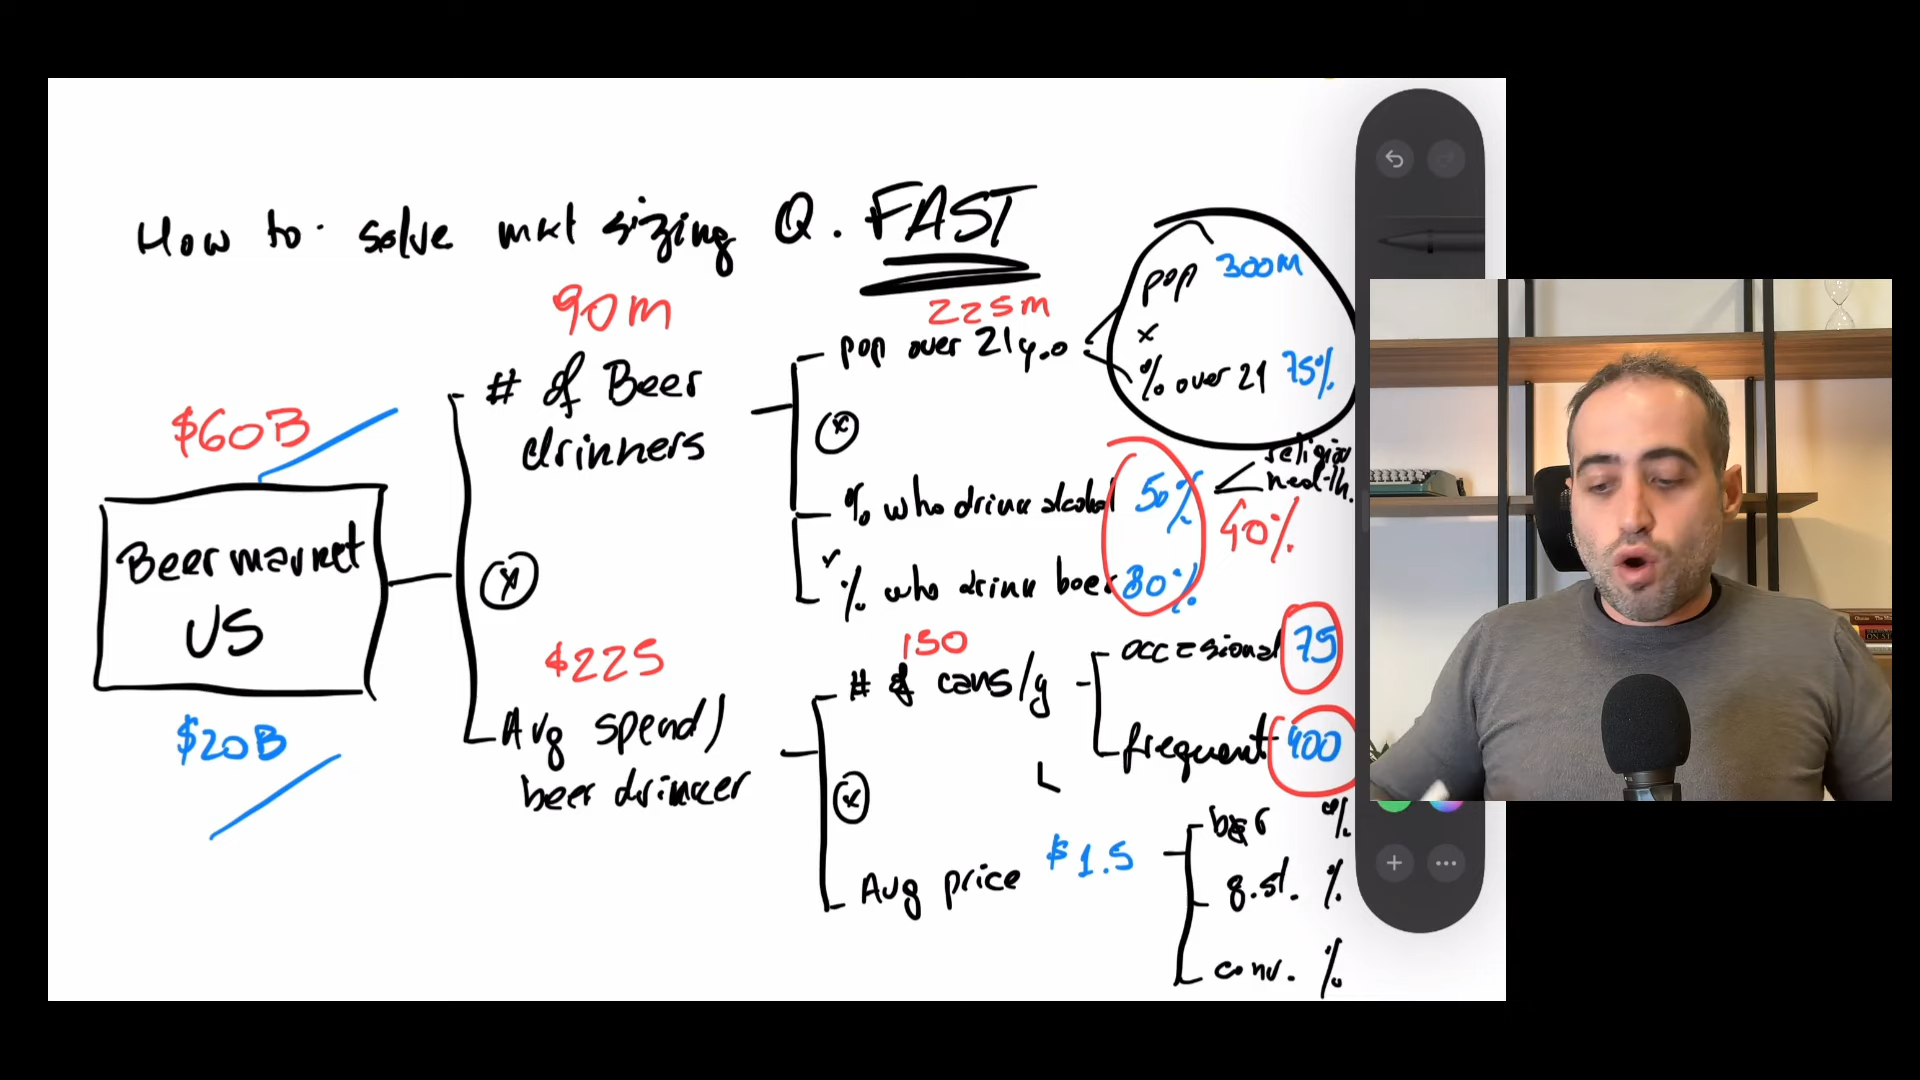 How to solve mkt sizing Q. FAST
90m
225m
pop 300M
x
% over 21 75%
pop over 21 y.o
# of Beer
drinkers
x
$60B
% who drink alcohol 50%
religion
health.
40%
Beer market
US
x
% who drink beer 80%
$225
150
# of cans/y
occasional 75
frequent 400
$20B
Avg spend/
beer drinker
x
Avg price $1.5
bar %
g.st. %
conv. %